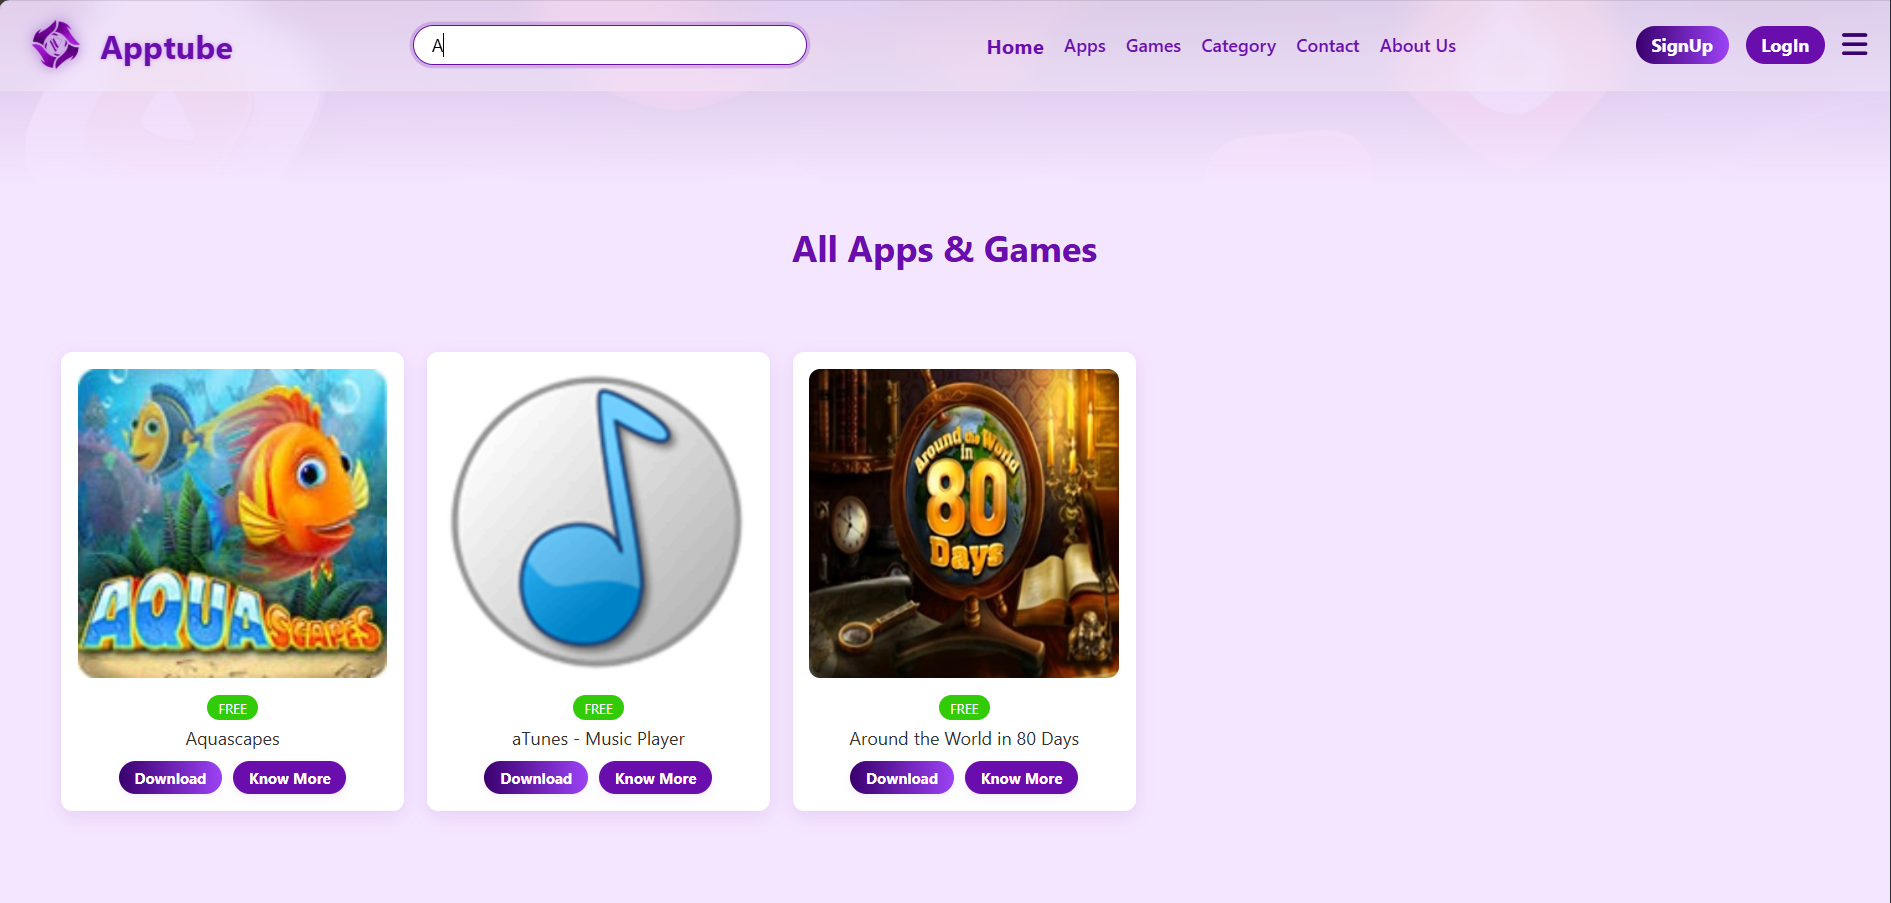 Apptube
A
Home Apps Games Category Contact About Us
SignUp LogIn
All Apps & Games
AQUASCAPES
Around the World
in
80
Days
FREE
Aquascapes
Download Know More
FREE
aTunes - Music Player
Download Know More
FREE
Around the World in 80 Days
Download Know More